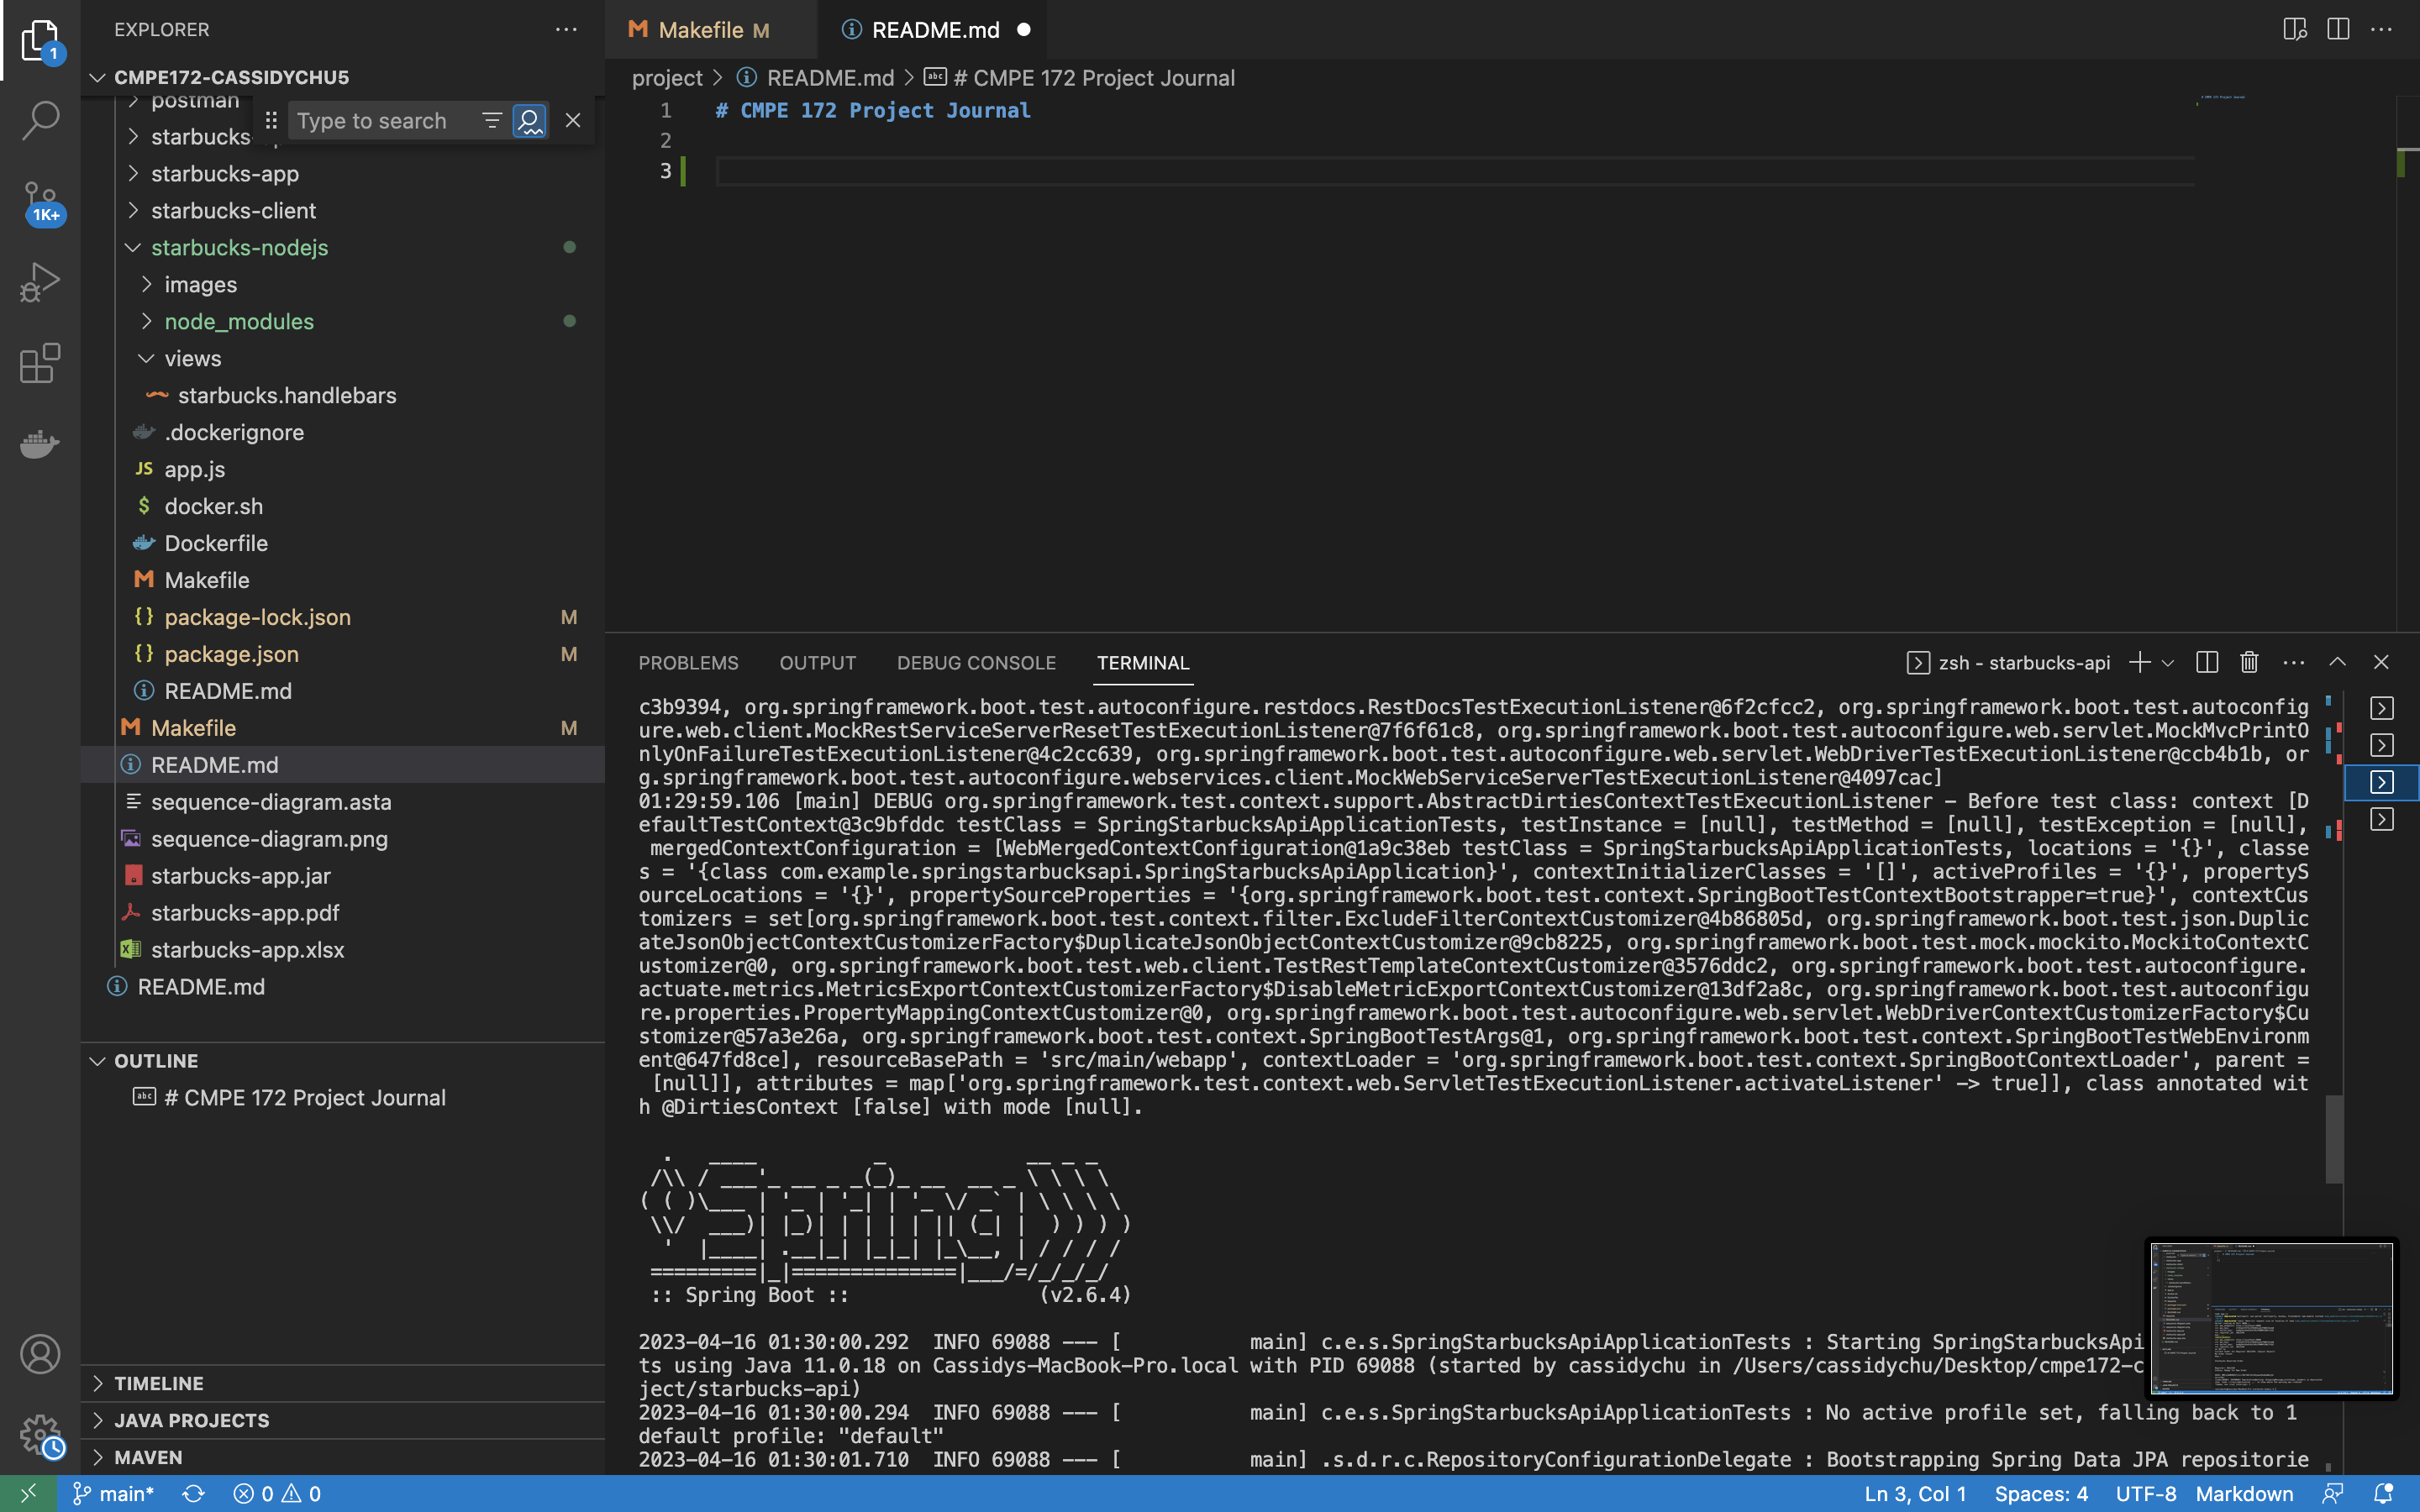 1
EXPLORER
CMPE172-CASSIDYCHU5
postman
Type to search
starbucks-
starbucks-app
starbucks-client
1K+
starbucks-nodejs
images
node_modules
views
starbucks.handlebars
.dockerignore
JS app.js
$ docker.sh
Dockerfile
M Makefile
{} package-lock.json M
{} package.json M
README.md
M Makefile M
README.md
sequence-diagram.asta
sequence-diagram.png
starbucks-app.jar
starbucks-app.pdf
starbucks-app.xlsx
README.md
OUTLINE
abc # CMPE 172 Project Journal
TIMELINE
JAVA PROJECTS
MAVEN
M Makefile M
README.md
project > README.md > abc # CMPE 172 Project Journal
1 # CMPE 172 Project Journal
2
3
PROBLEMS OUTPUT DEBUG CONSOLE TERMINAL
zsh - starbucks-api
c3b9394, org.springframework.boot.test.autoconfigure.restdocs.RestDocsTestExecutionListener@6f2cfcc2, org.springframework.boot.test.autoconfig
ure.web.client.MockRestServiceServerResetTestExecutionListener@7f6f61c8, org.springframework.boot.test.autoconfigure.web.servlet.MockMvcPrintO
nlyOnFailureTestExecutionListener@4c2cc639, org.springframework.boot.test.autoconfigure.web.servlet.WebDriverTestExecutionListener@ccb4b1b, or
g.springframework.boot.test.autoconfigure.webservices.client.MockWebServiceServerTestExecutionListener@4097cac]
01:29:59.106 [main] DEBUG org.springframework.test.context.support.AbstractDirtiesContextTestExecutionListener - Before test class: context [D
efaultTestContext@3c9bfddc testClass = SpringStarbucksApiApplicationTests, testInstance = [null], testMethod = [null], testException = [null],
mergedContextConfiguration = [WebMergedContextConfiguration@1a9c38eb testClass = SpringStarbucksApiApplicationTests, locations = '{}', classe
s = '{class com.example.springstarbucksapi.SpringStarbucksApiApplication}', contextInitializerClasses = '[]', activeProfiles = '{}', propertyS
ourceLocations = '{}', propertySourceProperties = '{org.springframework.boot.test.context.SpringBootTestContextBootstrapper=true}', contextCus
tomizers = set[org.springframework.boot.test.context.filter.ExcludeFilterContextCustomizer@4b86805d, org.springframework.boot.test.json.Duplic
ateJsonObjectContextCustomizerFactory$DuplicateJsonObjectContextCustomizer@9cb8225, org.springframework.boot.test.mock.mockito.MockitoContextC
ustomizer@0, org.springframework.boot.test.web.client.TestRestTemplateContextCustomizer@3576ddc2, org.springframework.boot.test.autoconfigure.
actuate.metrics.MetricsExportContextCustomizerFactory$DisableMetricExportContextCustomizer@13df2a8c, org.springframework.boot.test.autoconfigu
re.properties.PropertyMappingContextCustomizer@0, org.springframework.boot.test.autoconfigure.web.servlet.WebDriverContextCustomizerFactory$Cu
stomizer@57a3e26a, org.springframework.boot.test.context.SpringBootTestArgs@1, org.springframework.boot.test.context.SpringBootTestWebEnvironm
ent@647fd8ce], resourceBasePath = 'src/main/webapp', contextLoader = 'org.springframework.boot.test.context.SpringBootContextLoader', parent =
[null]], attributes = map['org.springframework.test.context.web.ServletTestExecutionListener.activateListener' -> true]], class annotated wit
h @DirtiesContext [false] with mode [null].
Spring
:: Spring Boot :: (v2.6.4)
2023-04-16 01:30:00.292 INFO 69088 --- [ main] c.e.s.SpringStarbucksApiApplicationTests : Starting SpringStarbucksApi
ts using Java 11.0.18 on Cassidys-MacBook-Pro.local with PID 69088 (started by cassidychu in /Users/cassidychu/Desktop/cmpe172-c
ject/starbucks-api)
2023-04-16 01:30:00.294 INFO 69088 --- [ main] c.e.s.SpringStarbucksApiApplicationTests : No active profile set, falling back to 1
default profile: "default"
2023-04-16 01:30:01.710 INFO 69088 --- [ main] .s.d.r.c.RepositoryConfigurationDelegate : Bootstrapping Spring Data JPA repositorie
main* 0 0 Ln 3, Col 1 Spaces: 4 UTF-8 Markdown